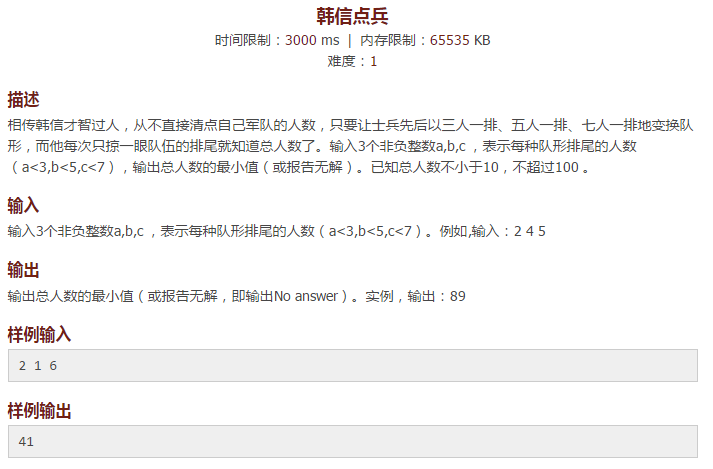 韩信点兵
时间限制：3000 ms | 内存限制：65535 KB
难度：1
描述
相传韩信才智过人，从不直接清点自己军队的人数，只要让士兵先后以三人一排、五人一排、七人一排地变换队
形，而他每次只掠一眼队伍的排尾就知道总人数了。输入3个非负整数a,b,c ，表示每种队形排尾的人数
（a<3,b<5,c<7），输出总人数的最小值（或报告无解）。已知总人数不小于10，不超过100 。
输入
输入3个非负整数a,b,c ，表示每种队形排尾的人数（a<3,b<5,c<7）。例如,输入：2 4 5
输出
输出总人数的最小值（或报告无解，即输出No answer）。实例，输出：89
样例输入
2 1 6
样例输出
41